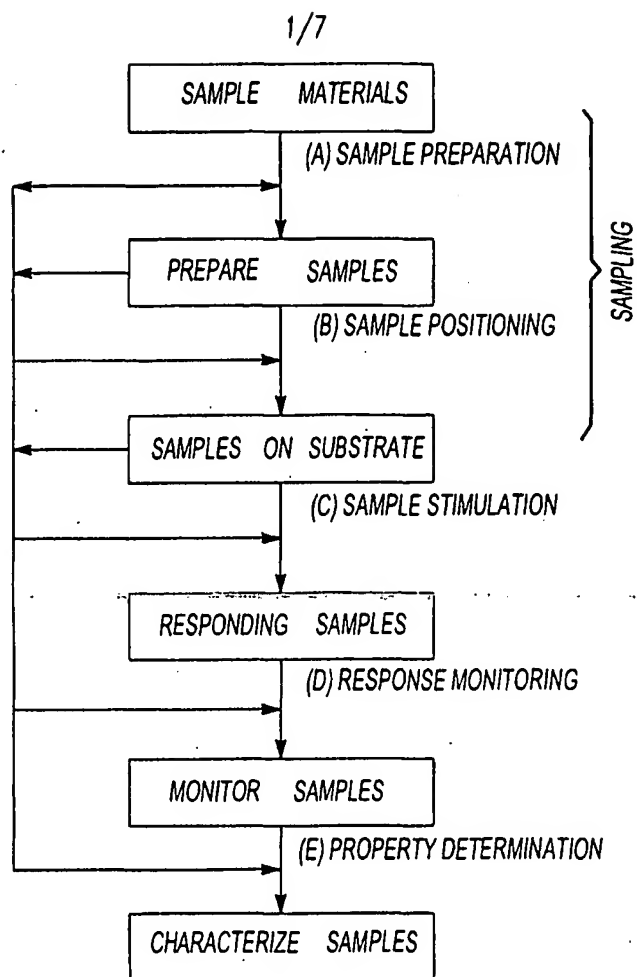 1/7
SAMPLE MATERIALS
(A) SAMPLE PREPARATION
PREPARE SAMPLES
(B) SAMPLE POSITIONING
SAMPLING
SAMPLES ON SUBSTRATE
(C) SAMPLE STIMULATION
RESPONDING SAMPLES
(D) RESPONSE MONITORING
MONITOR SAMPLES
(E) PROPERTY DETERMINATION
CHARACTERIZE SAMPLES